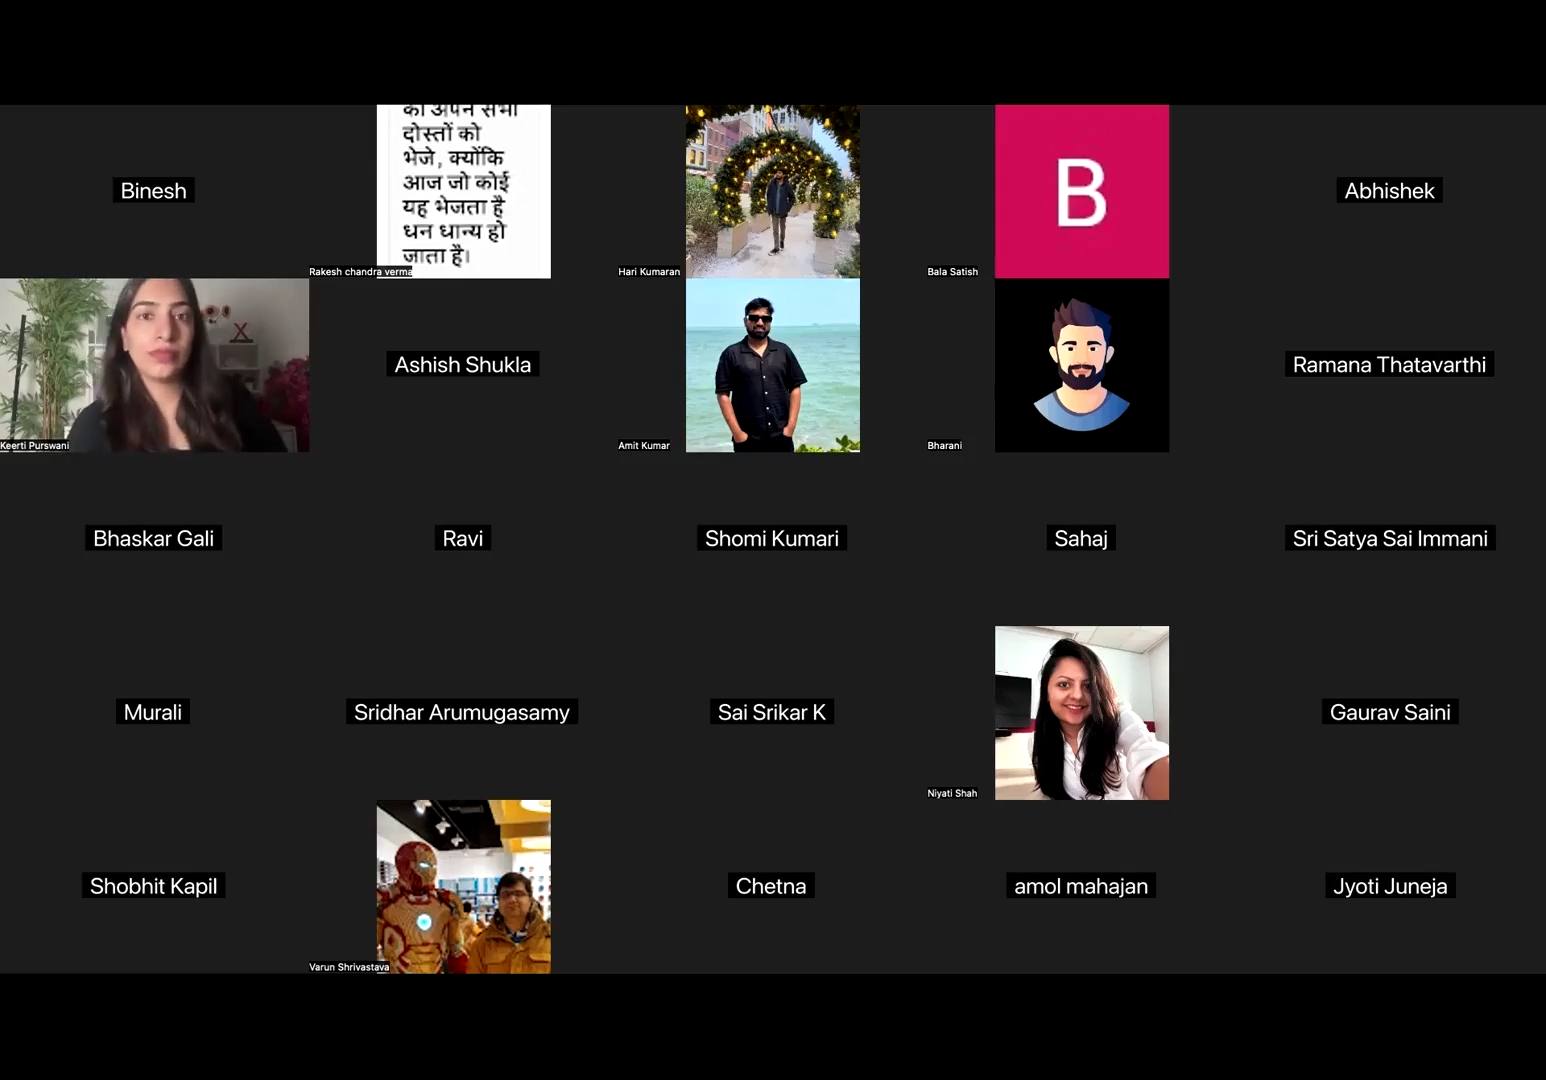 Binesh
को अपने सभी
दोस्तों को
भेजे, क्योंकि
आज जो कोई
यह भेजता है
धन धान्य हो
जाता है।
Rakesh chandra verma
Hari Kumaran
Bala Satish
B
Abhishek
Keerti Purswani
Ashish Shukla
Amit Kumar
Bharani
Ramana Thatavarthi
Bhaskar Gali
Ravi
Shomi Kumari
Sahaj
Sri Satya Sai Immani
Murali
Sridhar Arumugasamy
Sai Srikar K
Niyati Shah
Gaurav Saini
Shobhit Kapil
Varun Shrivastava
Chetna
amol mahajan
Jyoti Juneja